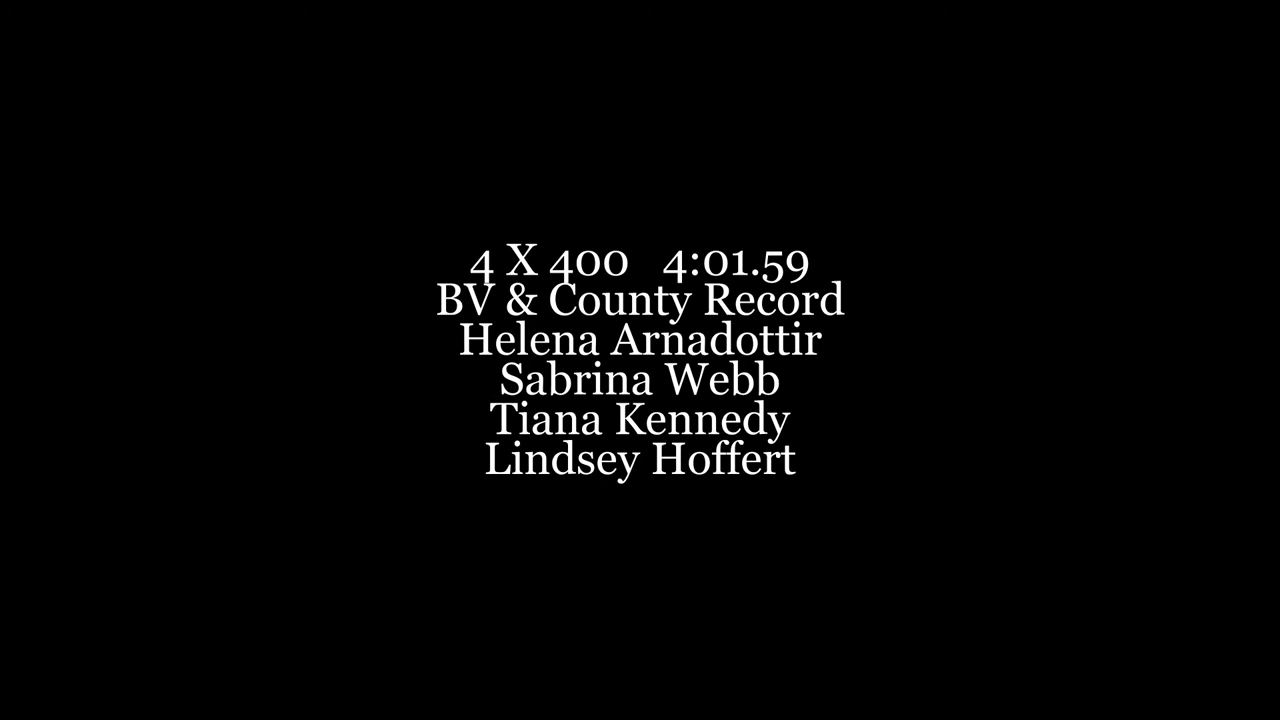 4 X 400 4:01.59
BV & County Record
Helena Arnadottir
Sabrina Webb
Tiana Kennedy
Lindsey Hoffert